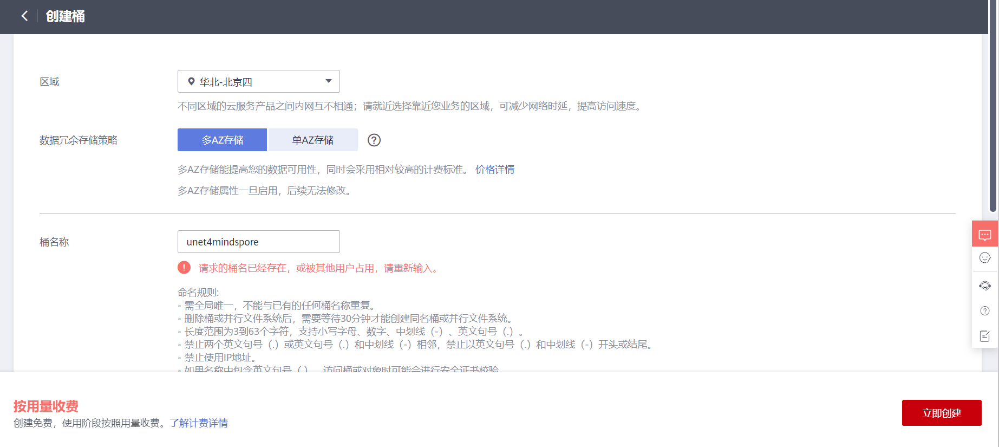 创建桶
区域
华北-北京四
不同区域的云服务产品之间内网互不相通；请就近选择靠近您业务的区域，可减少网络时延，提高访问速度。
数据冗余存储策略
多AZ存储
单AZ存储
多AZ存储能提高您的数据可用性，同时会采用相对较高的计费标准。 价格详情
多AZ存储属性一旦启用，后续无法修改。
桶名称
unet4mindspore
请求的桶名已经存在，或被其他用户占用，请重新输入。
命名规则:
- 需全局唯一，不能与已有的任何桶名称重复。
- 删除桶或并行文件系统后，需要等待30分钟才能创建同名桶或并行文件系统。
- 长度范围为3到63个字符，支持小写字母、数字、中划线（-）、英文句号（.）。
- 禁止两个英文句号（.）或英文句号（.）和中划线（-）相邻，禁止以英文句号（.）和中划线（-）开头或结尾。
- 禁止使用IP地址。
- 如果名称中包含英文句号（.），访问桶或对象时可能会进行安全证书校验
按用量收费
创建免费，使用阶段按照用量收费。了解计费详情
立即创建